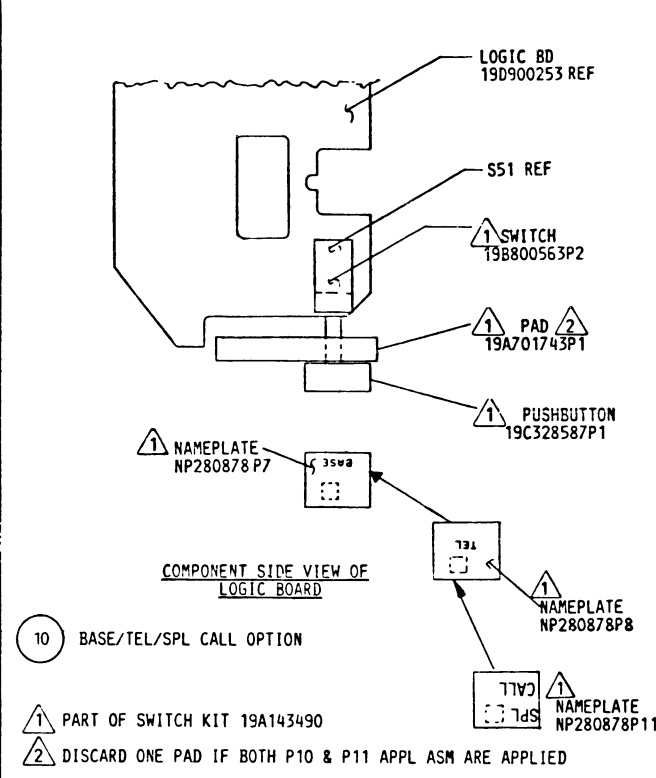 LOGIC BD
19D900253 REF
S51 REF
1 SWITCH
19B800563P2
1 PAD 2
19A701743P1
1 PUSHBUTTON
19C328587P1
1 NAMEPLATE
NP280878P7
BASE
TEL
1
NAMEPLATE
NP280878P8
COMPONENT SIDE VIEW OF
LOGIC BOARD
10 BASE/TEL/SPL CALL OPTION
SPL
CALL
1
NAMEPLATE
NP280878P11
1 PART OF SWITCH KIT 19A143490
2 DISCARD ONE PAD IF BOTH P10 & P11 APPL ASM ARE APPLIED